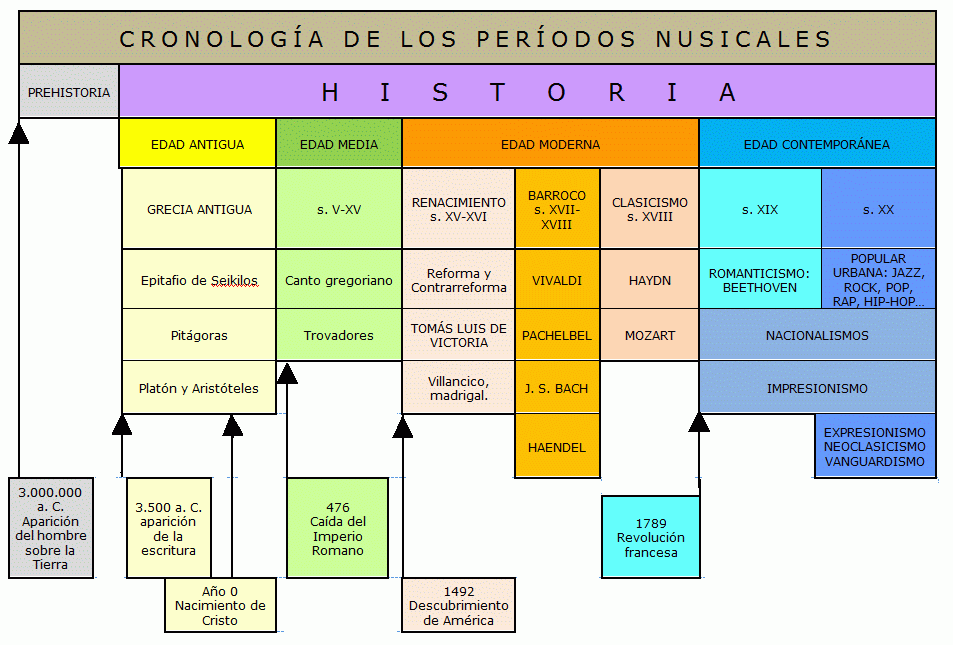 CRONOLOGÍA DE LOS PERÍODOS NUSICALES
PREHISTORIA
HISTORIA
EDAD ANTIGUA
EDAD MEDIA
EDAD MODERNA
EDAD CONTEMPORÁNEA
GRECIA ANTIGUA
s. V-XV
RENACIMIENTO
s. XV-XVI
BARROCO
s. XVII-
XVIII
CLASICISMO
s. XVIII
s. XIX
s. XX
Epitafio de Seikilos
Canto gregoriano
Reforma y
Contrarreforma
VIVALDI
HAYDN
ROMANTICISMO:
BEETHOVEN
POPULAR
URBANA: JAZZ,
ROCK, POP,
RAP, HIP-HOP...
Pitágoras
Trovadores
TOMÁS LUIS DE
VICTORIA
PACHELBEL
MOZART
NACIONALISMOS
Platón y Aristóteles
Villancico,
madrigal.
J. S. BACH
IMPRESIONISMO
HAENDEL
EXPRESIONISMO
NEOCLASICISMO
VANGUARDISMO
3.000.000
a. C.
Aparición
del hombre
sobre la
Tierra
3.500 a. C.
aparición
de la
escritura
476
Caída del
Imperio
Romano
1789
Revolución
francesa
Año 0
Nacimiento de
Cristo
1492
Descubrimiento
de América